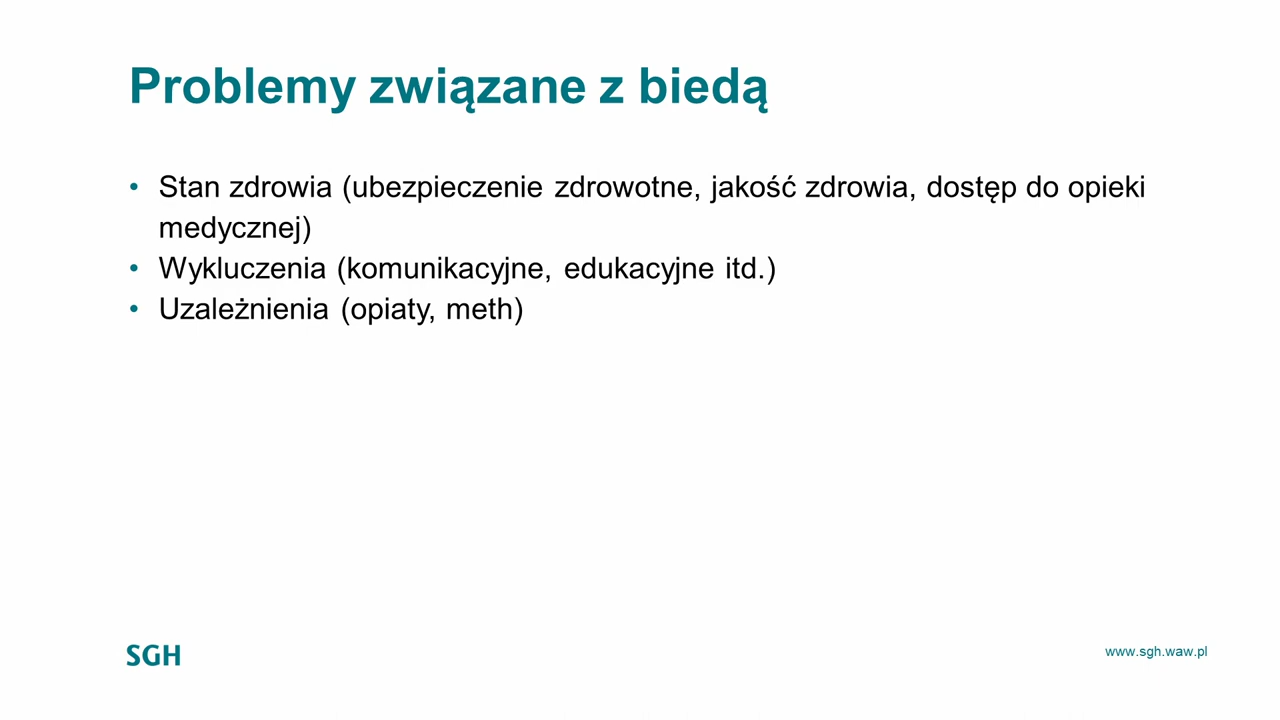 Problemy związane z biedą
• Stan zdrowia (ubezpieczenie zdrowotne, jakość zdrowia, dostęp do opieki
medycznej)
• Wykluczenia (komunikacyjne, edukacyjne itd.)
• Uzależnienia (opiaty, meth)
SGH
www.sgh.waw.pl